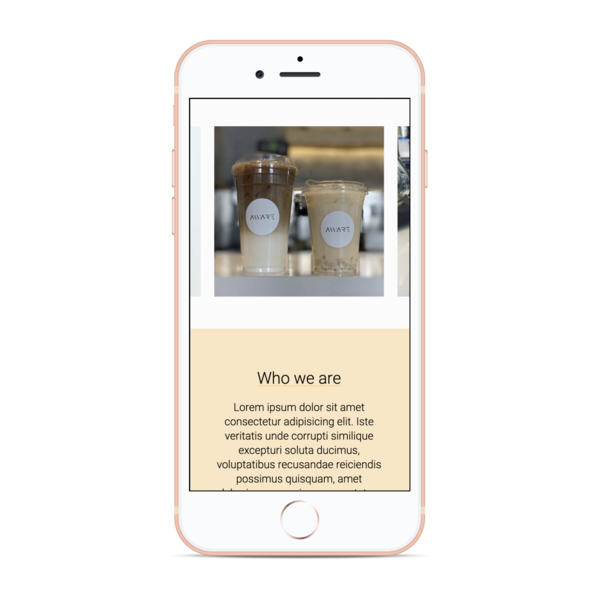 AWARE
AWARE
Who we are
Lorem ipsum dolor sit amet
consectetur adipisicing elit. Iste
veritatis unde corrupti similique
excepturi soluta ducimus,
voluptatibus recusandae reiciendis
possimus quisquam, amet